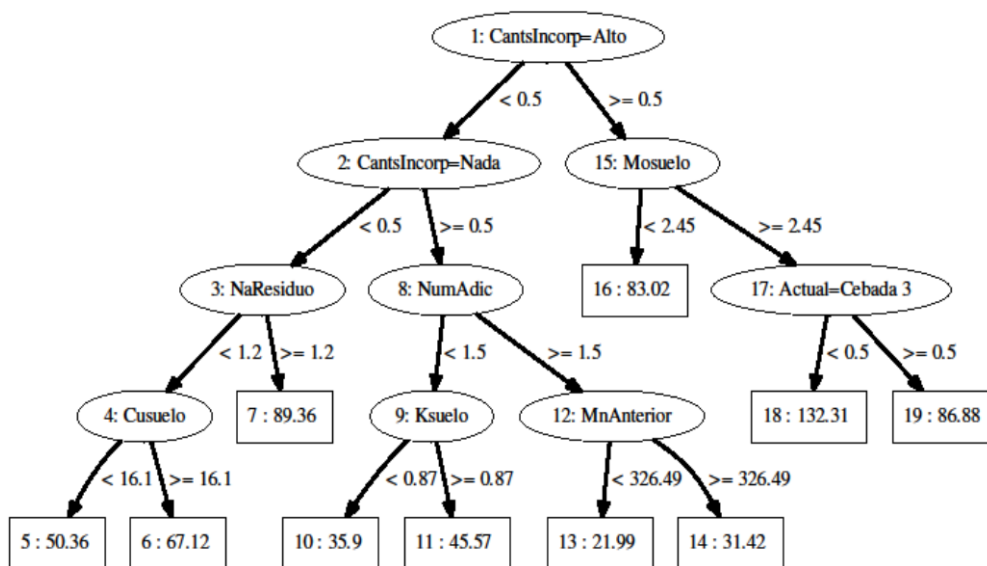 1: CantsIncorp=Alto
< 0.5
>= 0.5
2: CantsIncorp=Nada
15: Mosuelo
< 0.5
>= 0.5
< 2.45
>= 2.45
3: NaResiduo
8: NumAdic
16 : 83.02
17: Actual=Cebada 3
< 1.2
>= 1.2
< 1.5
>= 1.5
< 0.5
>= 0.5
4: Cusuelo
7 : 89.36
9: Ksuelo
12: MnAnterior
18 : 132.31
19 : 86.88
< 16.1
>= 16.1
< 0.87
>= 0.87
< 326.49
>= 326.49
5 : 50.36
6 : 67.12
10 : 35.9
11 : 45.57
13 : 21.99
14 : 31.42